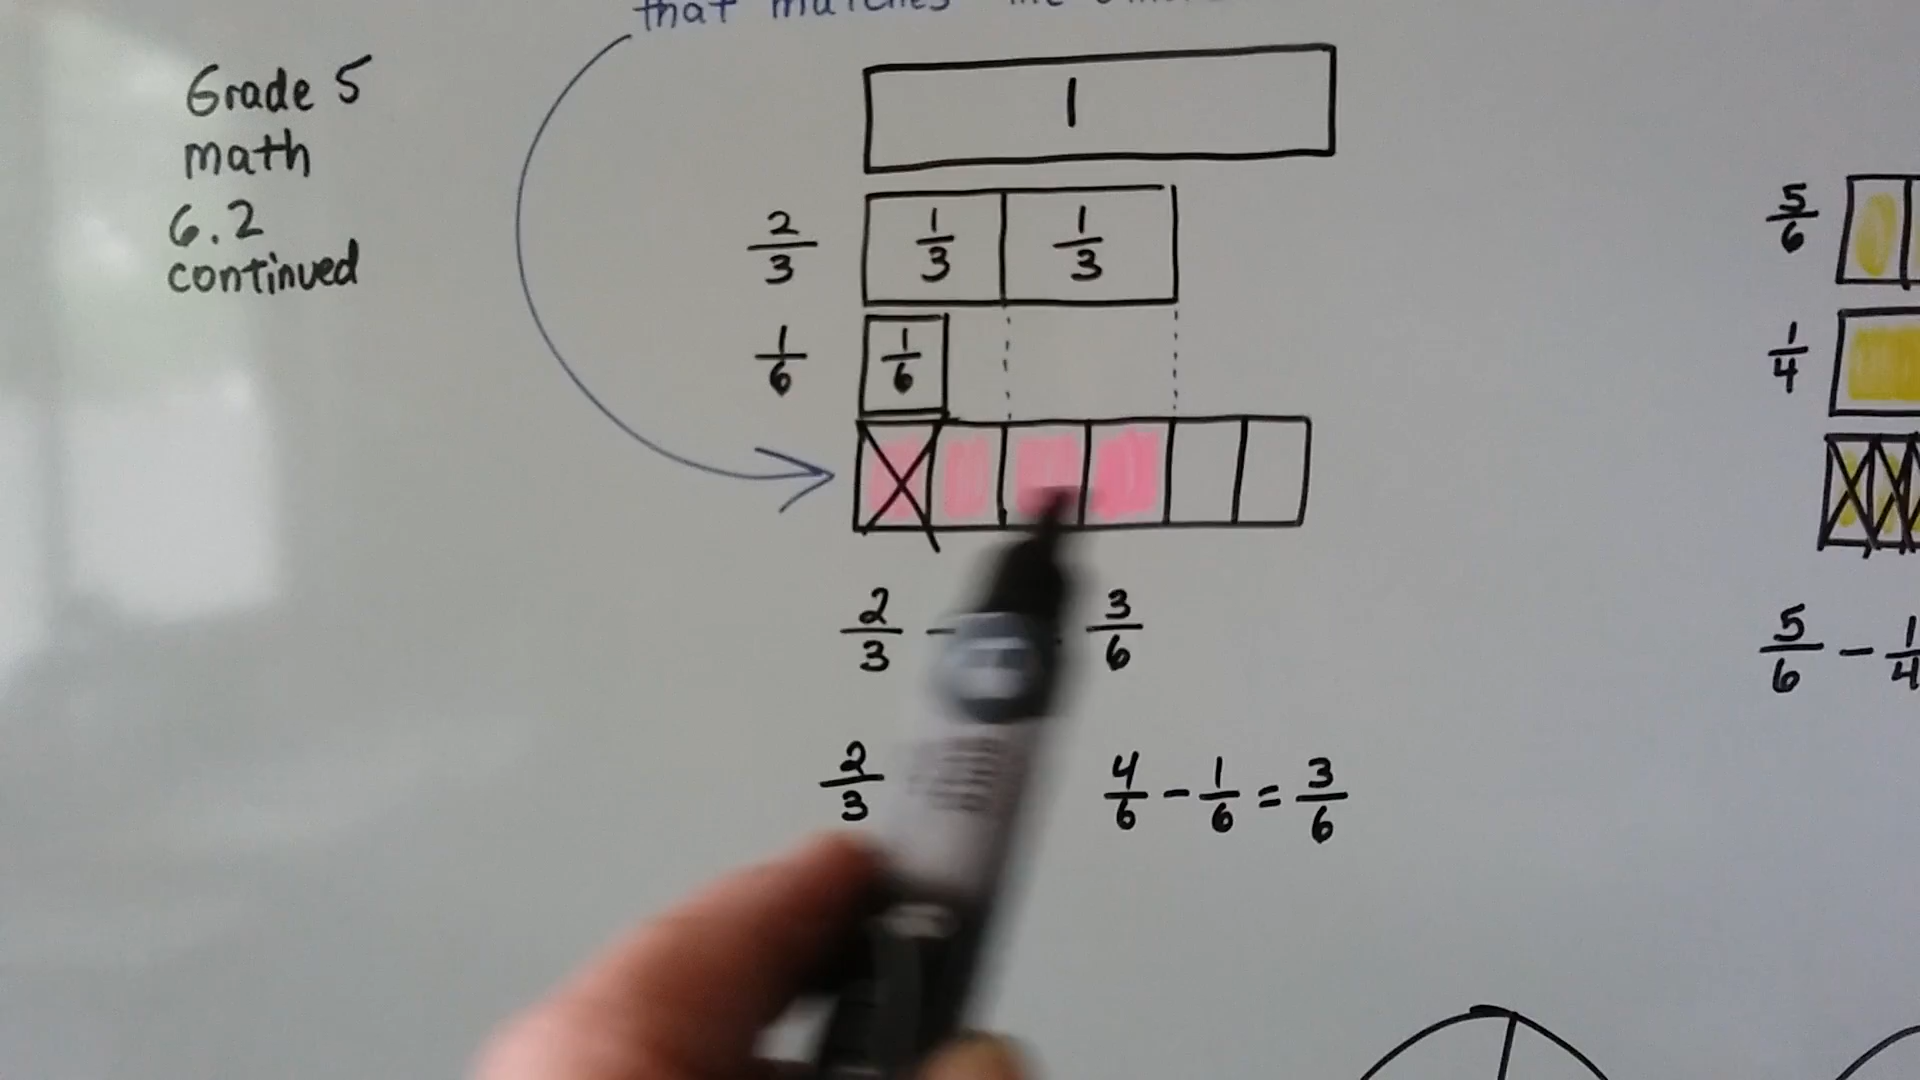 that matches the
Grade 5
math
6.2
continued
1
2/3 1/3 1/3
1/6 1/6
2/3 - 3/6
2/3 4/6 - 1/6 = 3/6
5/6
1/4
5/6 - 1/4